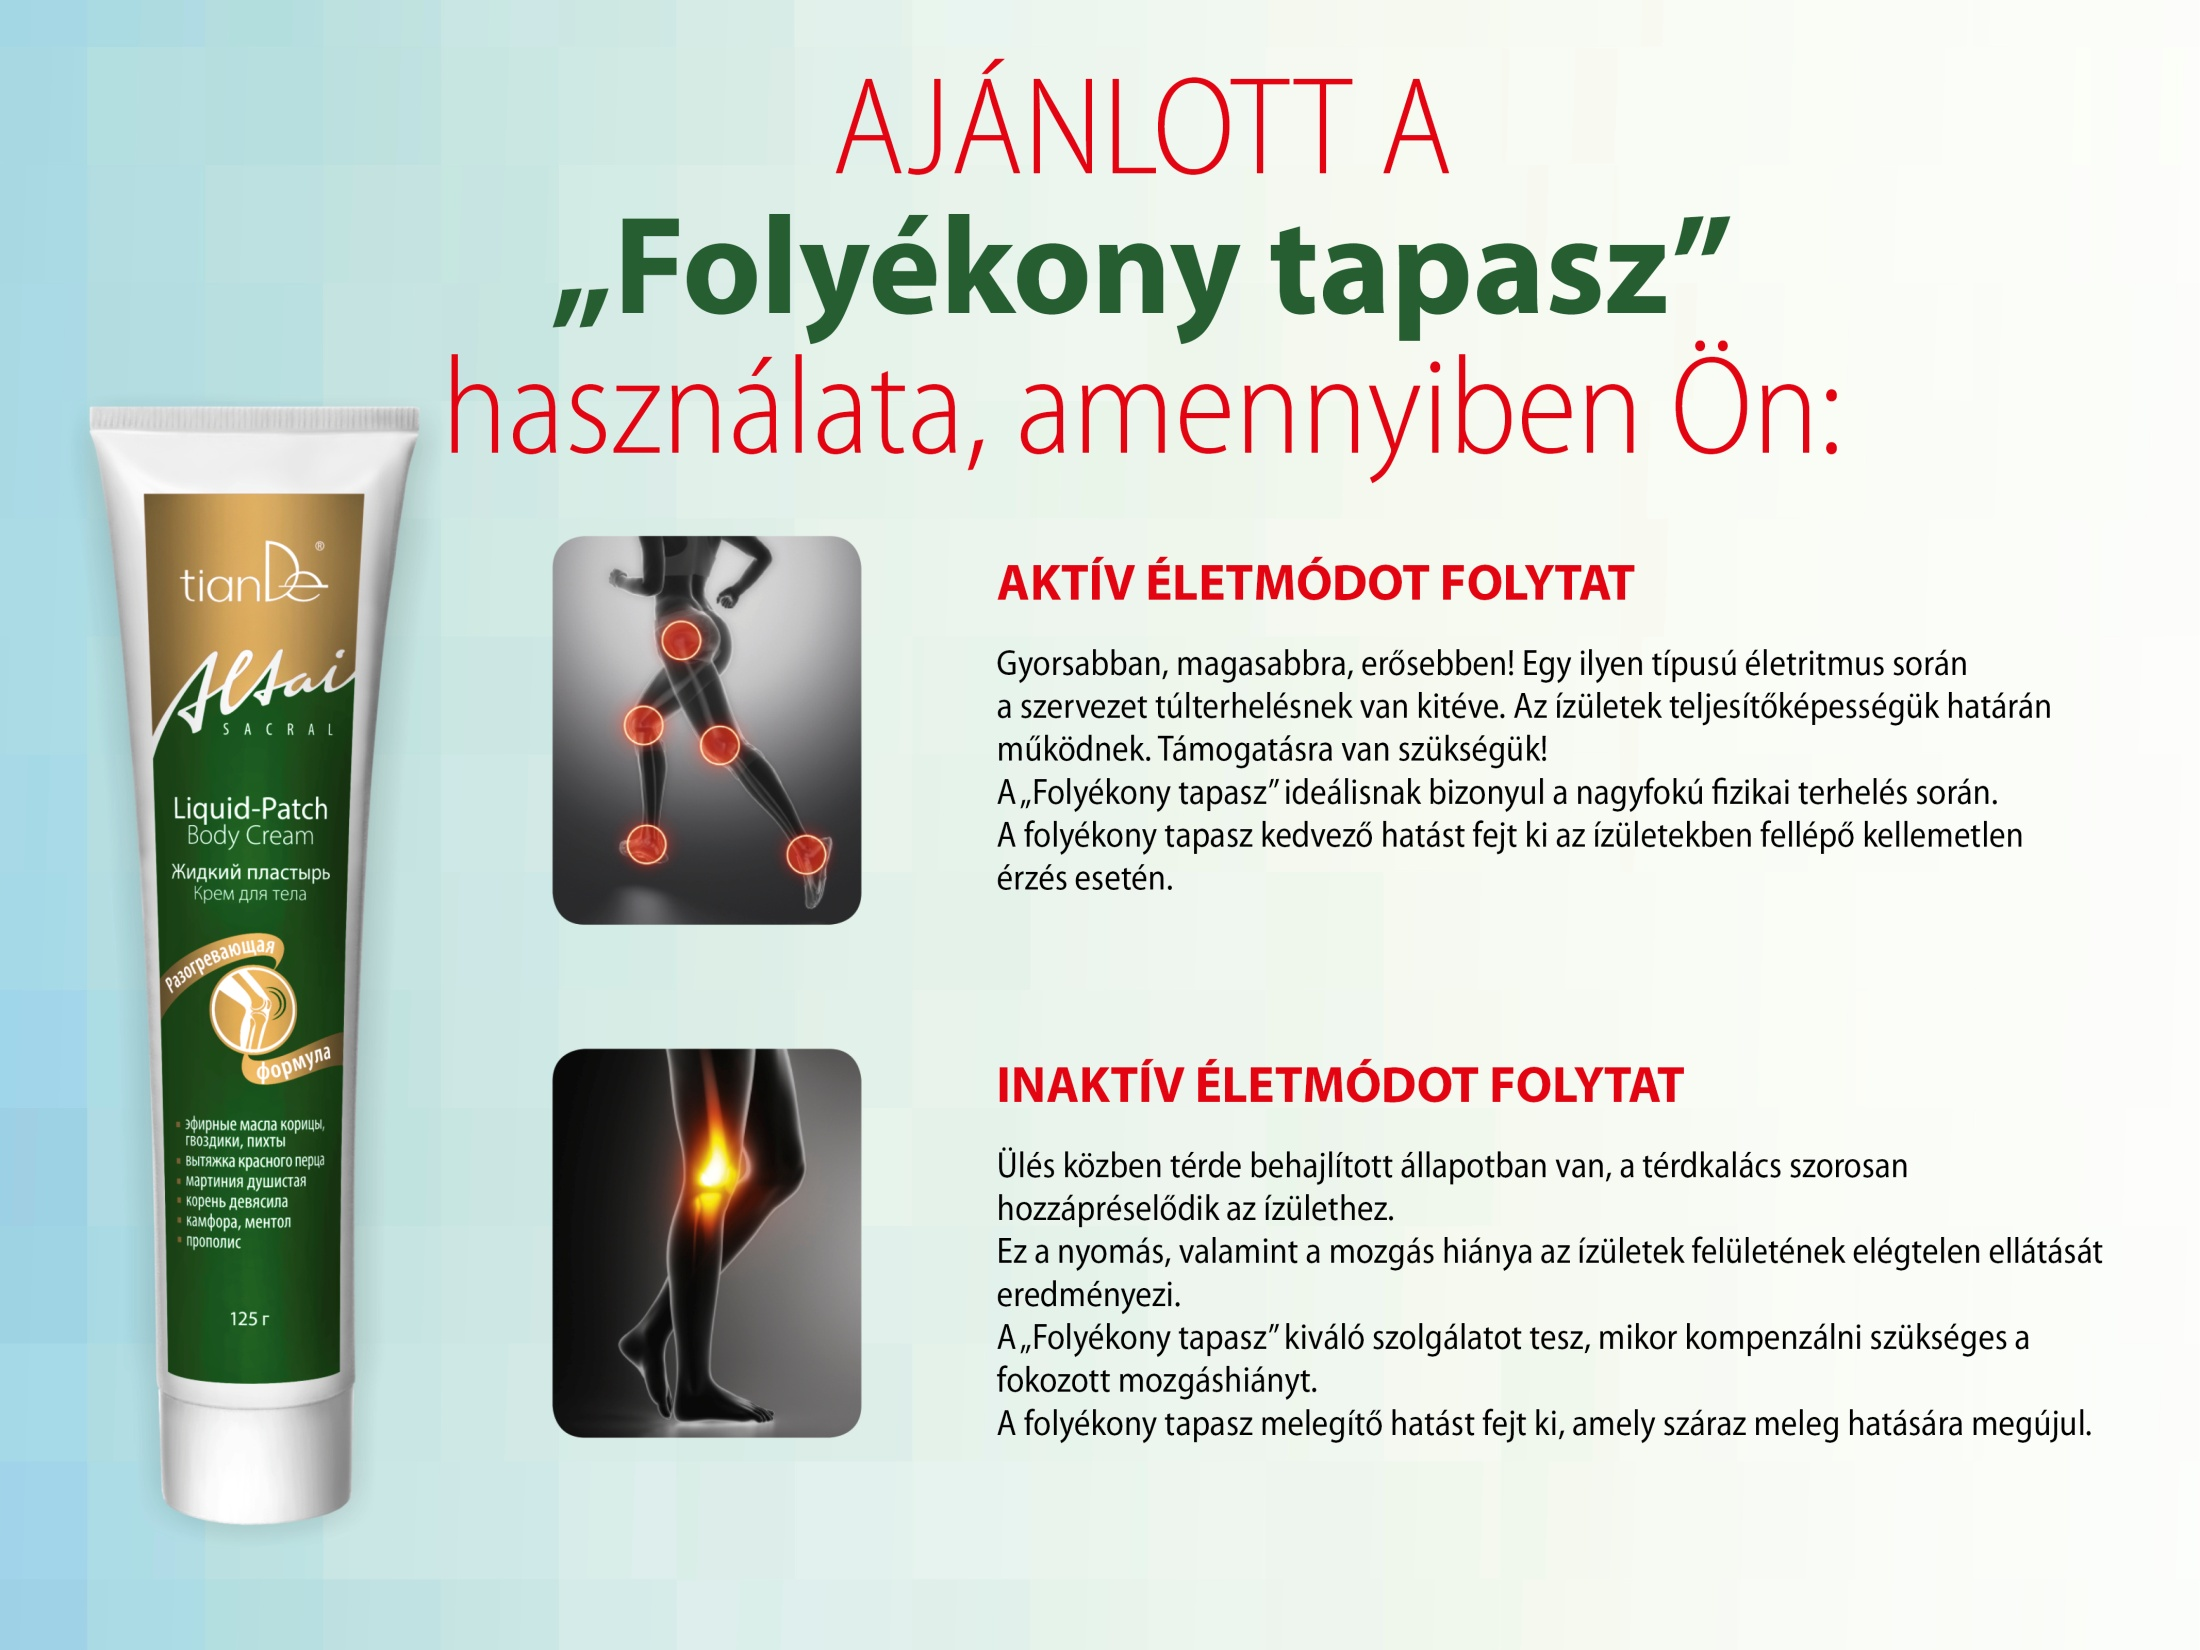 AJÁNLOTT A
„Folyékony tapasz”
használata, amennyiben Ön:
tianDe®
Altai
SACRAL
Liquid-Patch
Body Cream
Жидкий пластырь
Крем для тела
Разогревающая
формула
▪ эфирные масла корицы,
гвоздики, пихты
▪ вытяжка красного перца
▪ мартиния душистая
▪ корень девясила
▪ камфора, ментол
▪ прополис
125 г
AKTÍV ÉLETMÓDOT FOLYTAT
Gyorsabban, magasabbra, erősebben! Egy ilyen típusú életritmus során
a szervezet túlterhelésnek van kitéve. Az ízületek teljesítőképességük határán
működnek. Támogatásra van szükségük!
A „Folyékony tapasz” ideálisnak bizonyul a nagyfokú fizikai terhelés során.
A folyékony tapasz kedvező hatást fejt ki az ízületekben fellépő kellemetlen
érzés esetén.
INAKTÍV ÉLETMÓDOT FOLYTAT
Ülés közben térde behajlított állapotban van, a térdkalács szorosan
hozzápréselődik az ízülethez.
Ez a nyomás, valamint a mozgás hiánya az ízületek felületének elégtelen ellátását
eredményezi.
A „Folyékony tapasz” kiváló szolgálatot tesz, mikor kompenzálni szükséges a
fokozott mozgáshiányt.
A folyékony tapasz melegítő hatást fejt ki, amely száraz meleg hatására megújul.